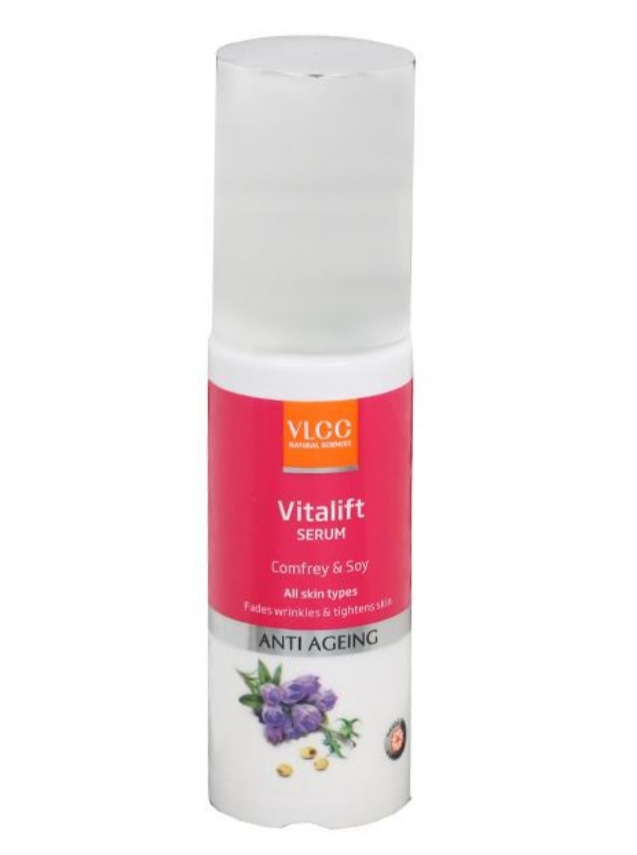 VLCC
NATURAL SCIENCES
Vitalift
SERUM
Comfrey & Soy
All skin types
Fades wrinkles & tightens skin
ANTI AGEING